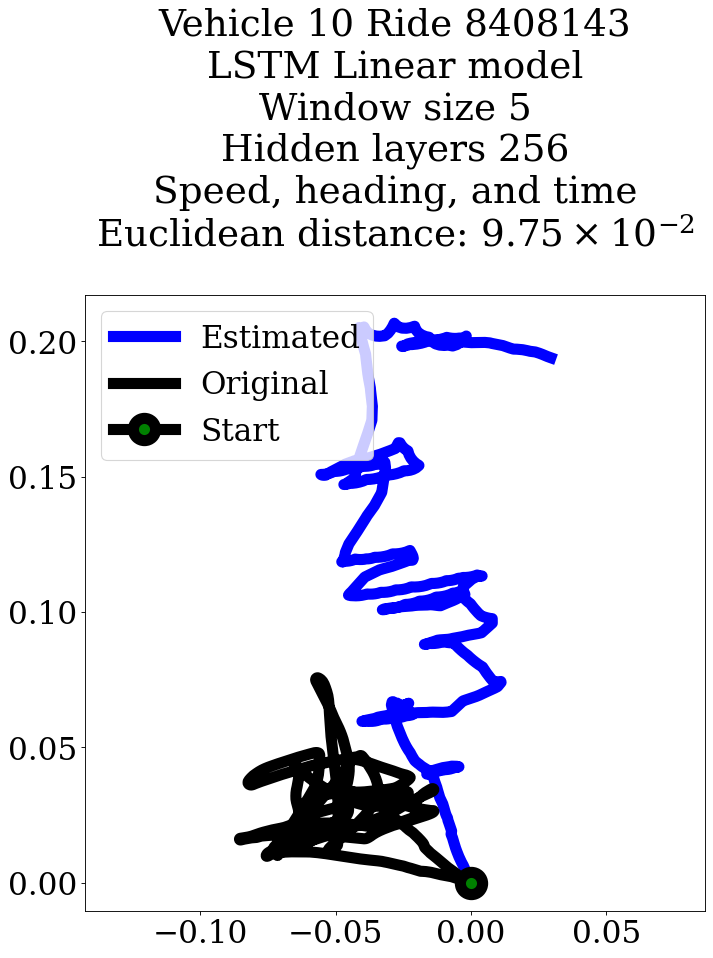 Vehicle 10 Ride 8408143
LSTM Linear model
Window size 5
Hidden layers 256
Speed, heading, and time
Euclidean distance: 9.75 × 10⁻²
Estimated
Original
Start
0.20
0.15
0.10
0.05
0.00
−0.10 −0.05 0.00 0.05